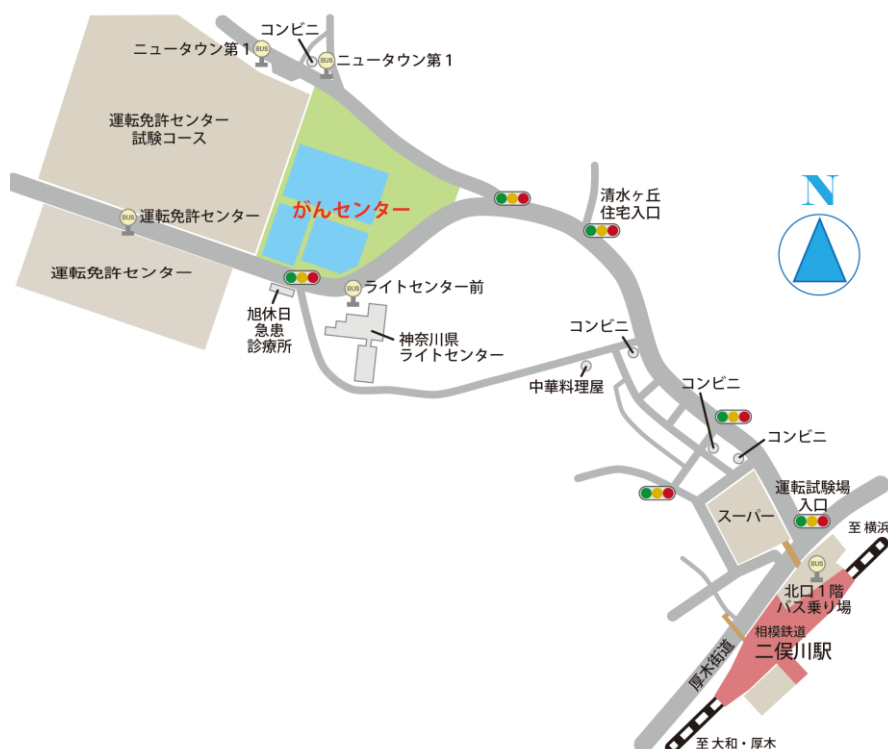 コンビニ
ニュータウン第1
BUS
BUS
ニュータウン第1
運転免許センター
試験コース
N
清水ヶ丘
住宅入口
がんセンター
BUS
運転免許センター
運転免許センター
BUS
ライトセンター前
旭休日
急患
診療所
神奈川県
ライトセンター
コンビニ
中華料理屋
コンビニ
コンビニ
運転試験場
入口
スーパー
至 横浜
BUS
北口1階
バス乗り場
相模鉄道
二俣川駅
厚木街道
至 大和・厚木